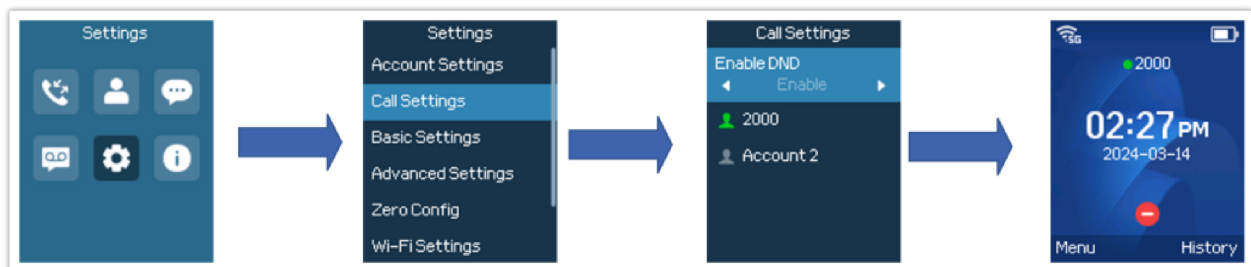 Settings
Settings
Account Settings
Call Settings
Basic Settings
Advanced Settings
Zero Config
Wi-Fi Settings
Call Settings
Enable DND
Enable
2000
Account 2
5G
2000
02:27 PM
2024-03-14
Menu
History